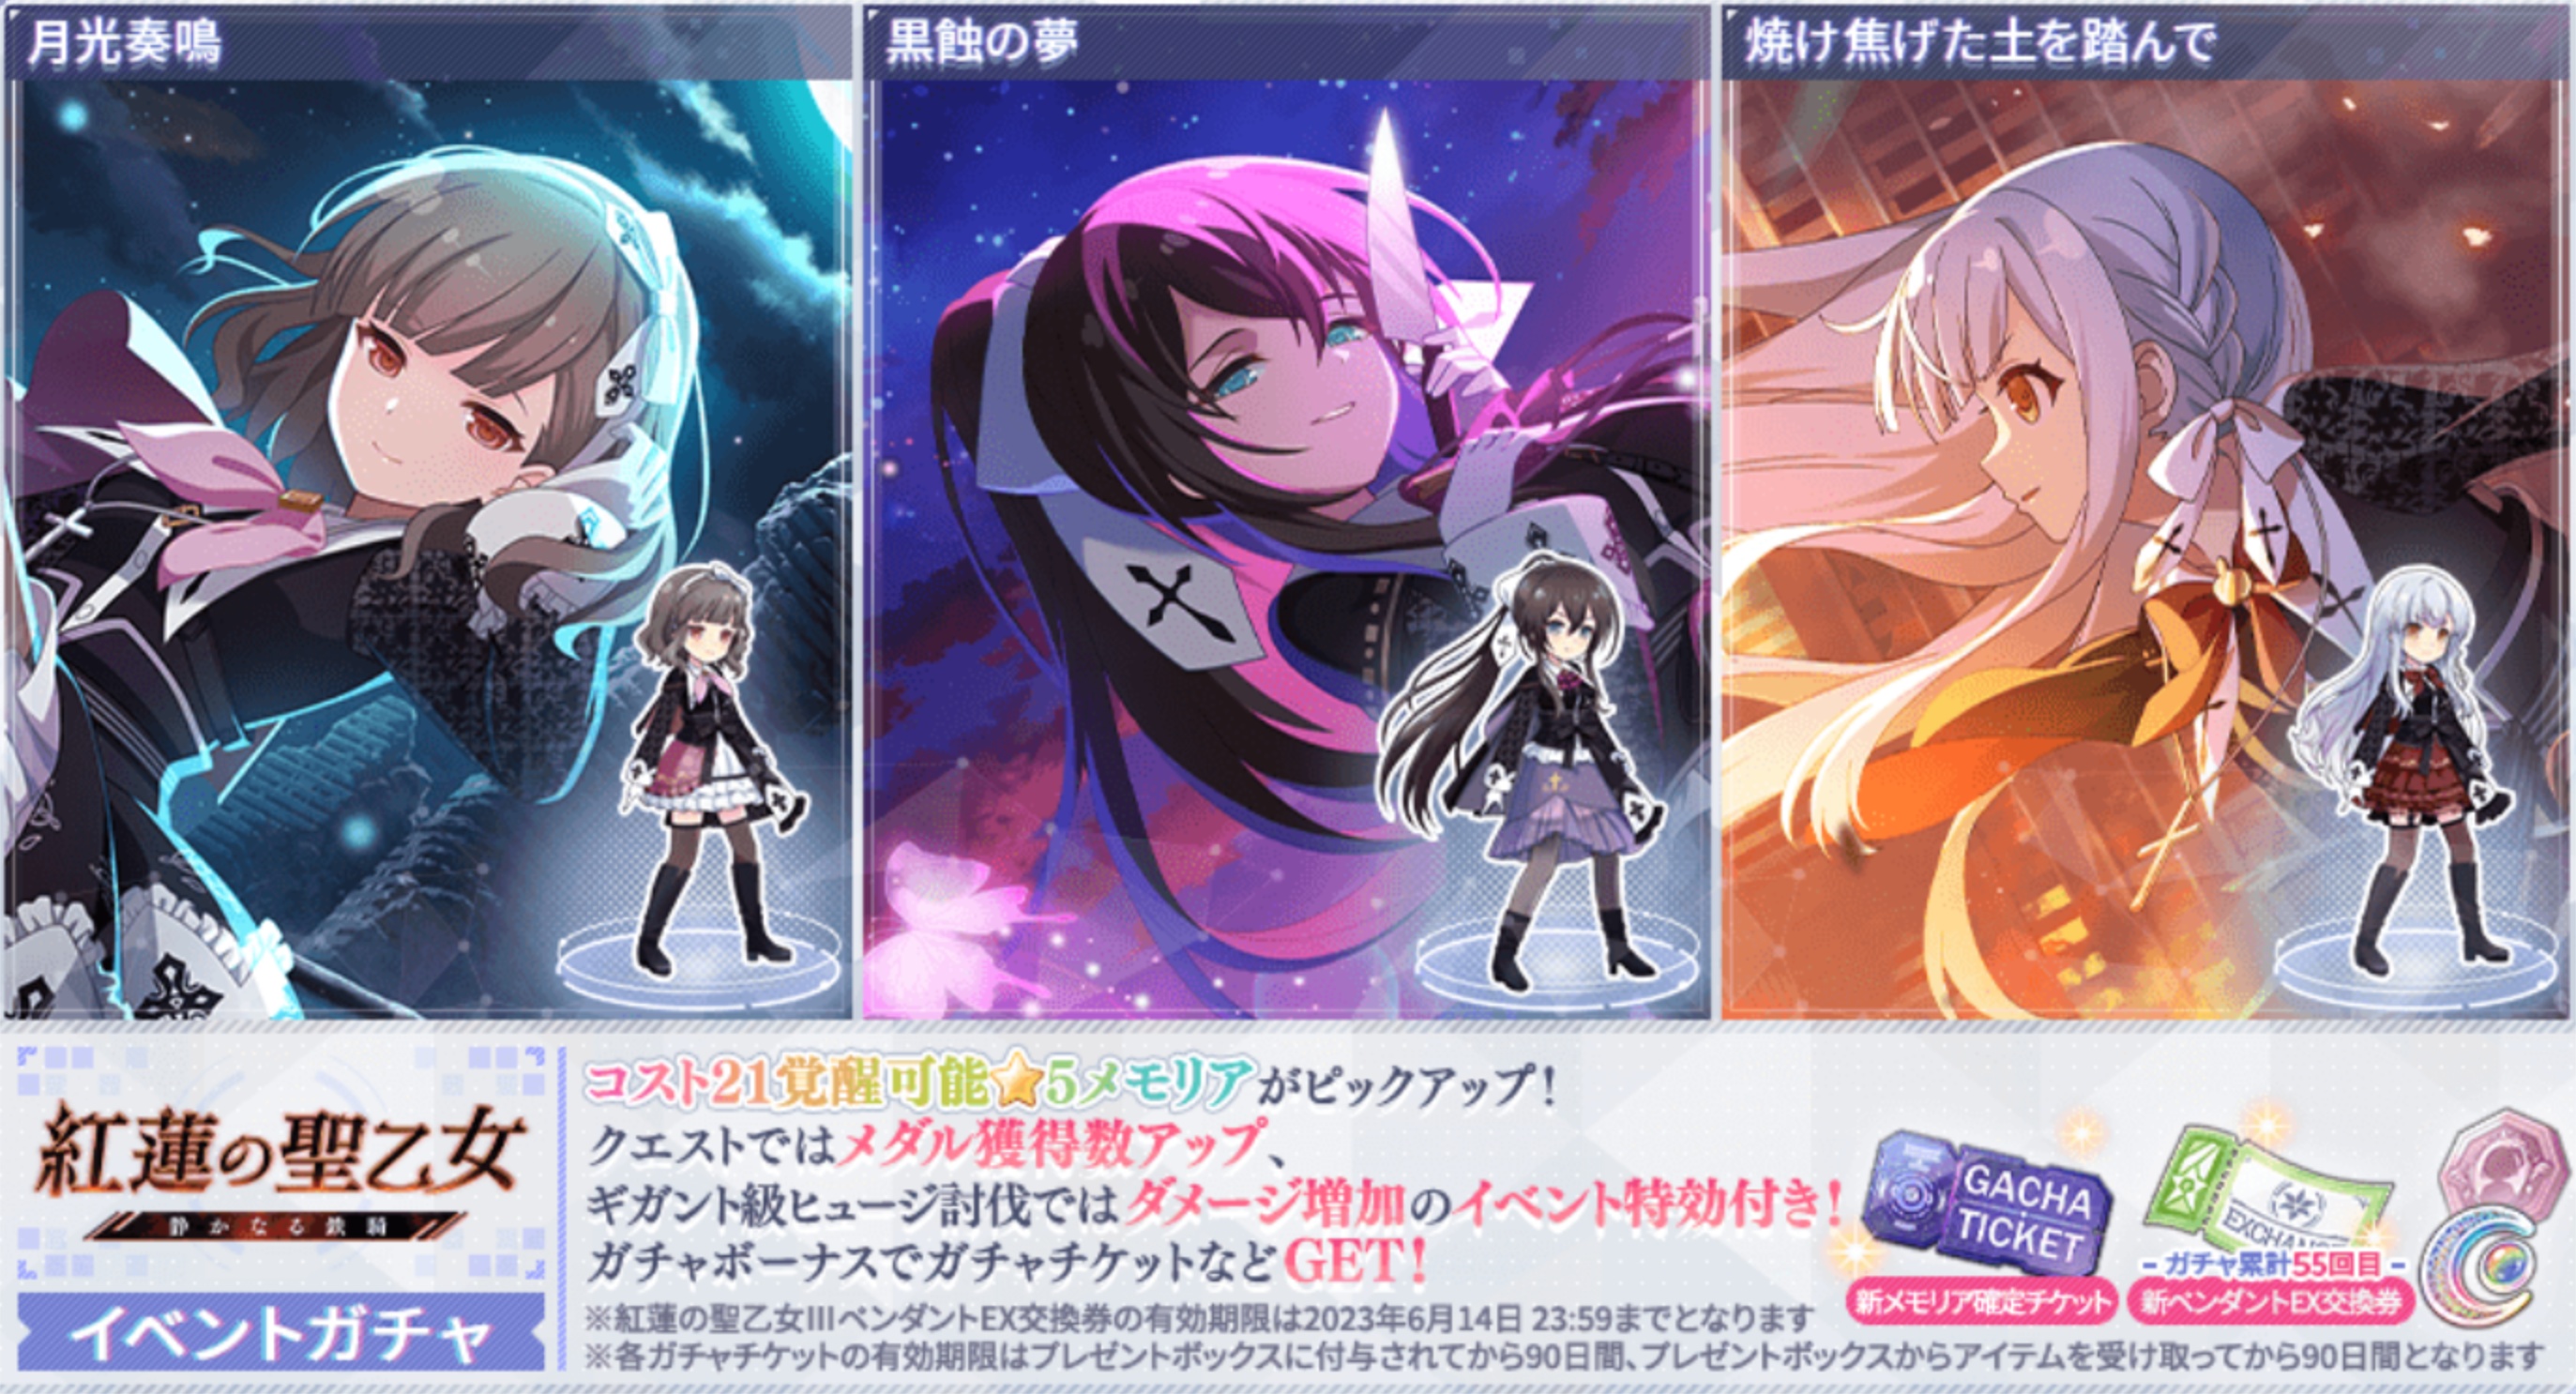 月光奏鳴
黒蝕の夢
焼け焦げた土を踏んで
紅蓮の聖乙女
静かなる鉄騎
イベントガチャ
コスト21覚醒可能★5メモリアがピックアップ!
クエストではメダル獲得数アップ、
ギガント級ヒュージ討伐ではダメージ増加のイベント特効付き!
ガチャボーナスでガチャチケットなどGET!
※紅蓮の聖乙女IIIペンダントEX交換券の有効期限は2023年6月14日 23:59までとなります
※各ガチャチケットの有効期限はプレゼントボックスに付与されてから90日間、プレゼントボックスからアイテムを受け取ってから90日間となります
GACHA
TICKET
新メモリア確定チケット
-ガチャ累計55回目-
新ペンダントEX交換券